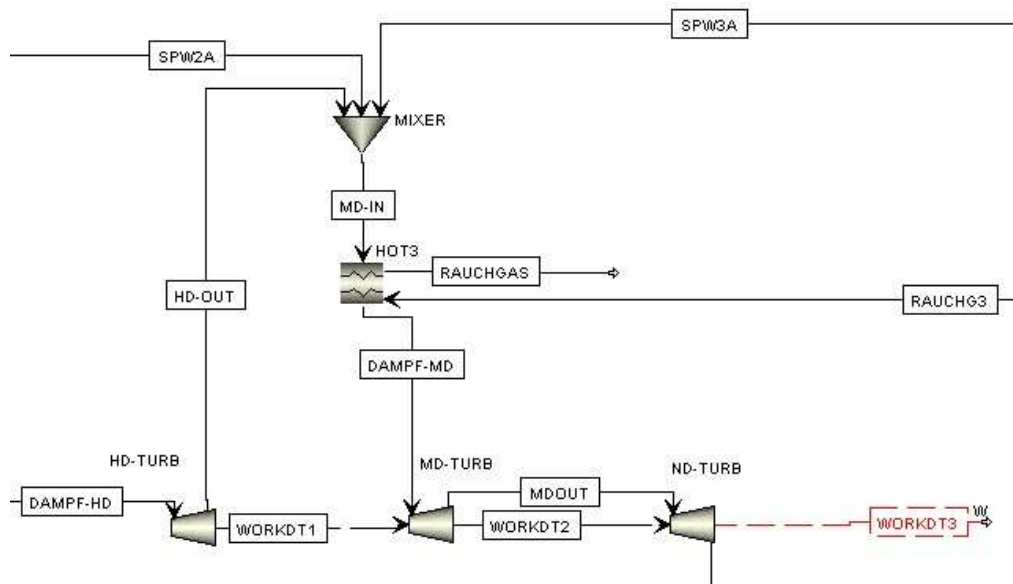 SPW3A
SPW2A
MIXER
MD-IN
HOT3
RAUCHGAS
HD-OUT
RAUCHG3
DAMPF-MD
HD-TURB
MD-TURB
ND-TURB
DAMPF-HD
MDOUT
WORKDT1
WORKDT2
WORKDT3
W